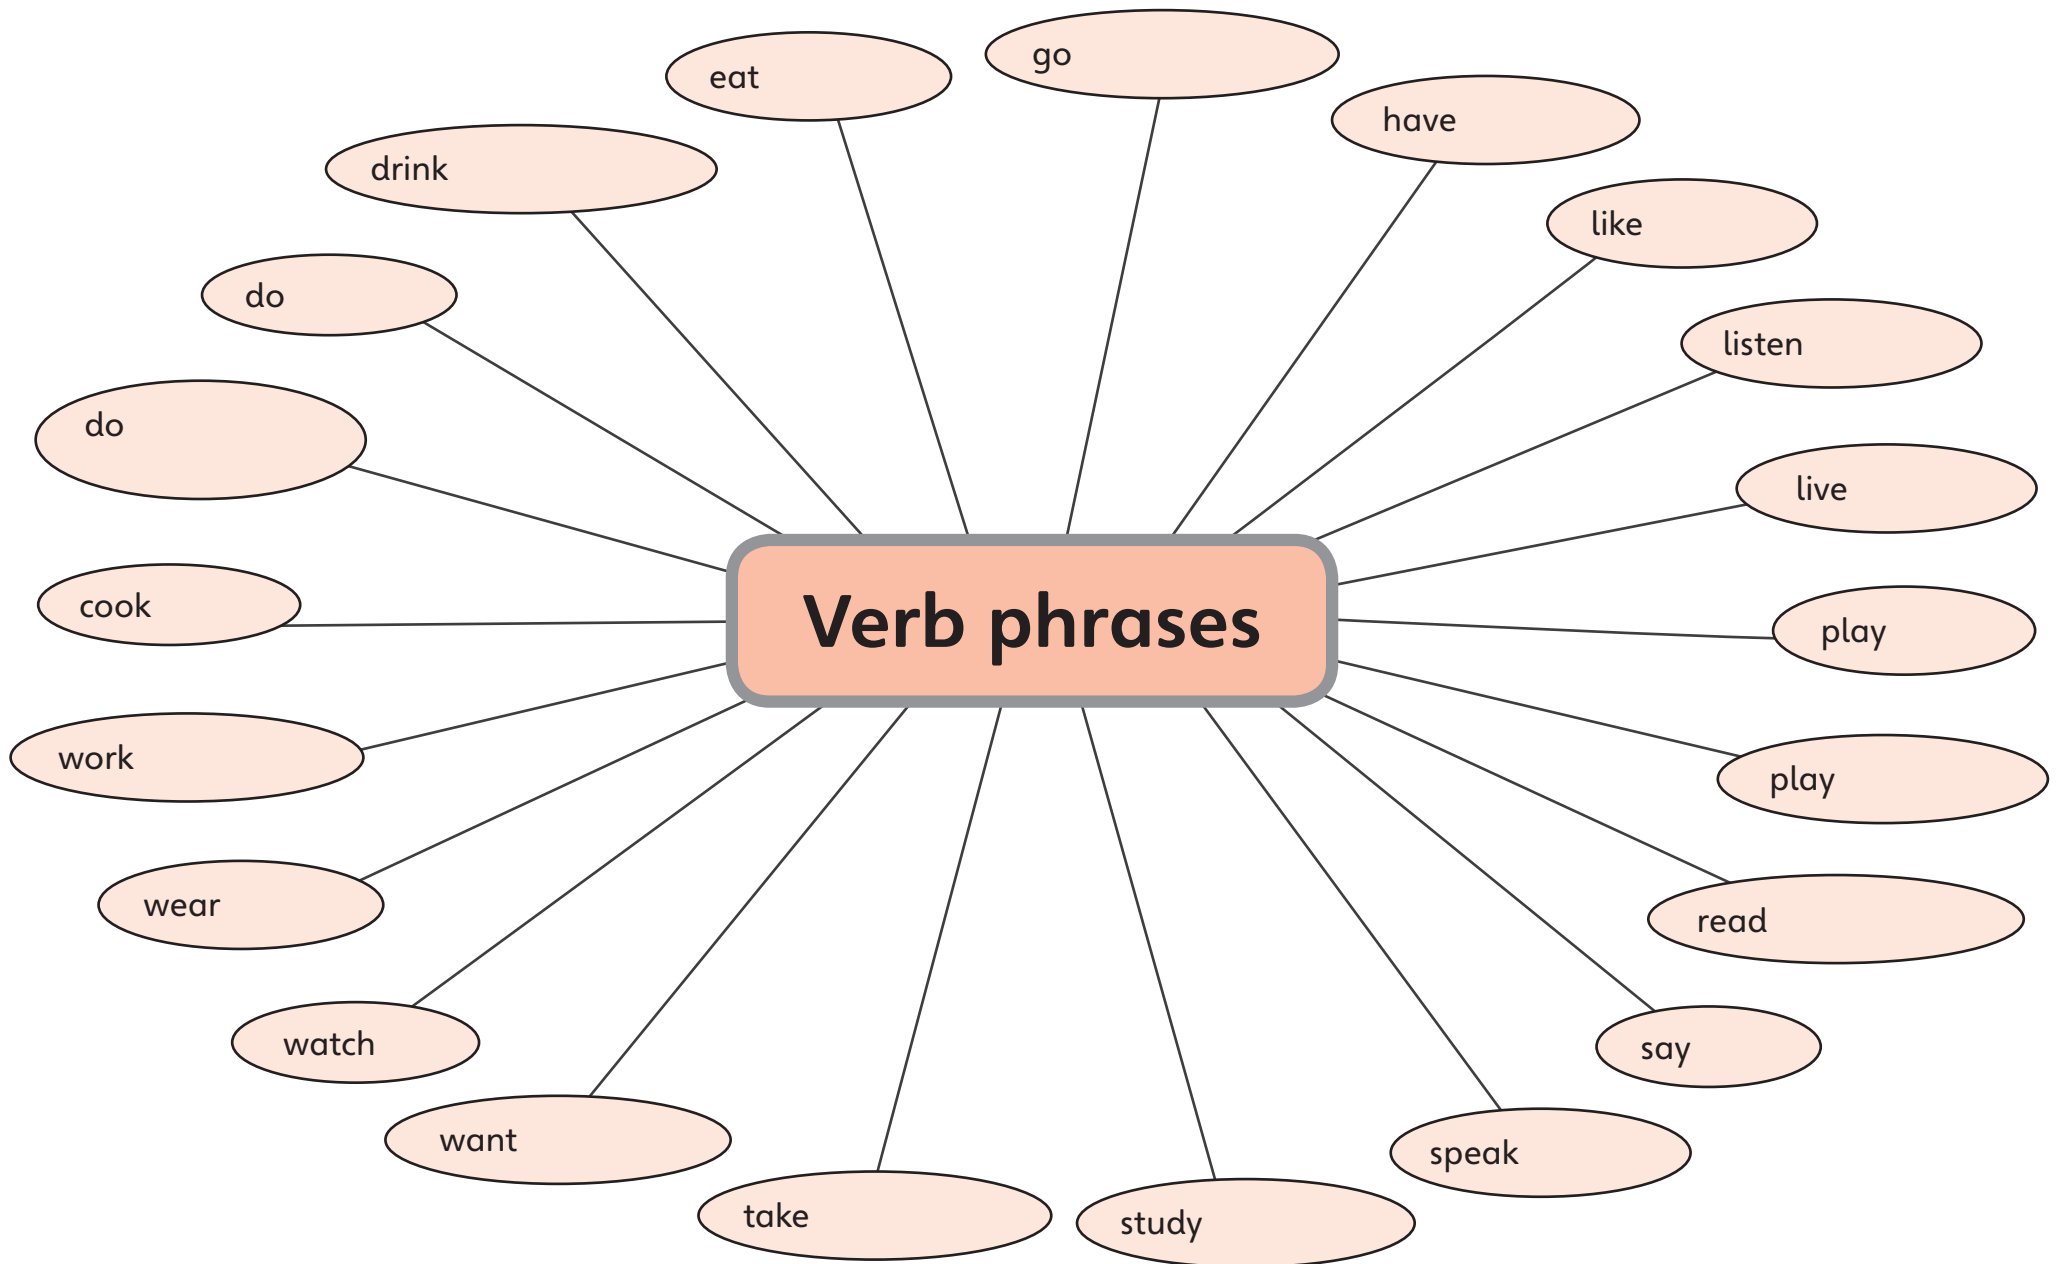 go
eat
have
drink
like
do
listen
do
live
cook
Verb phrases
play
work
play
wear
read
watch
say
want
speak
take
study